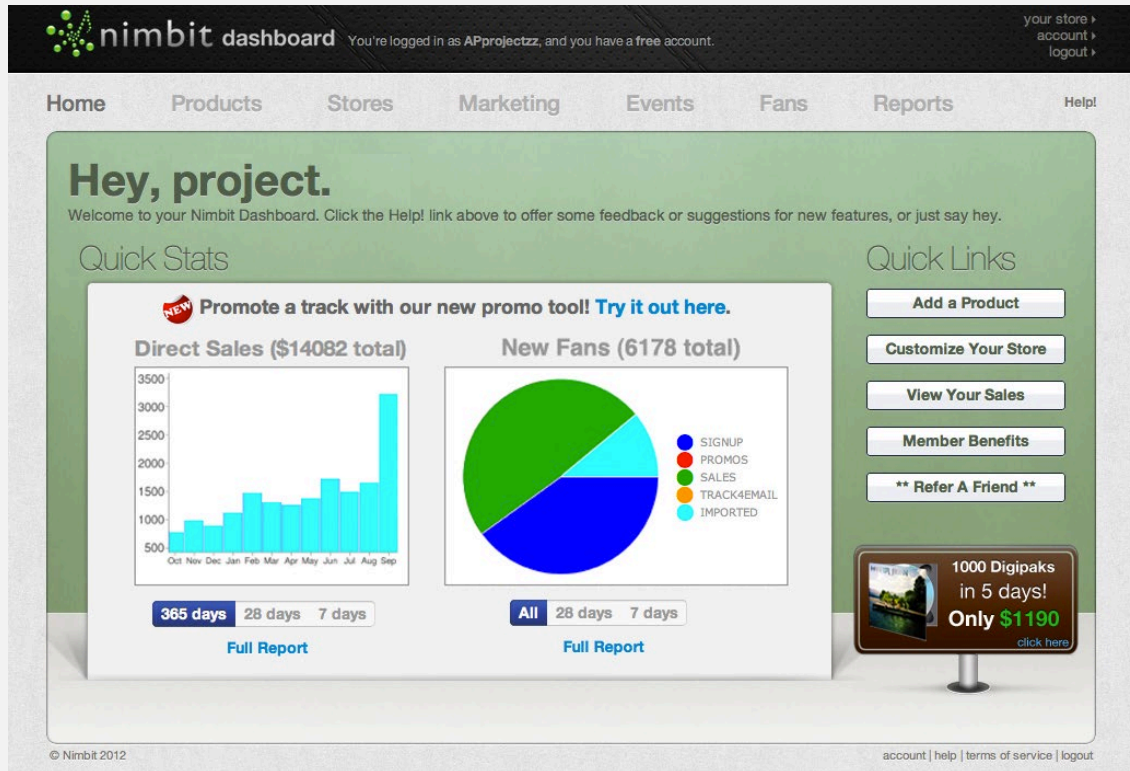 nimbit dashboard You're logged in as APprojectzz, and you have a free account.
your store ›
account ›
logout ›
Home Products Stores Marketing Events Fans Reports Help!
Hey, project.
Welcome to your Nimbit Dashboard. Click the Help! link above to offer some feedback or suggestions for new features, or just say hey.
Quick Stats
NEW Promote a track with our new promo tool! Try it out here.
Direct Sales ($14082 total)
3500
3000
2500
2000
1500
1000
500
Oct Nov Dec Jan Feb Mar Apr May Jun Jul Aug Sep
365 days 28 days 7 days
Full Report
New Fans (6178 total)
SIGNUP
PROMOS
SALES
TRACK4EMAIL
IMPORTED
All 28 days 7 days
Full Report
Quick Links
Add a Product
Customize Your Store
View Your Sales
Member Benefits
** Refer A Friend **
1000 Digipaks
in 5 days!
Only $1190
click here
© Nimbit 2012
account | help | terms of service | logout